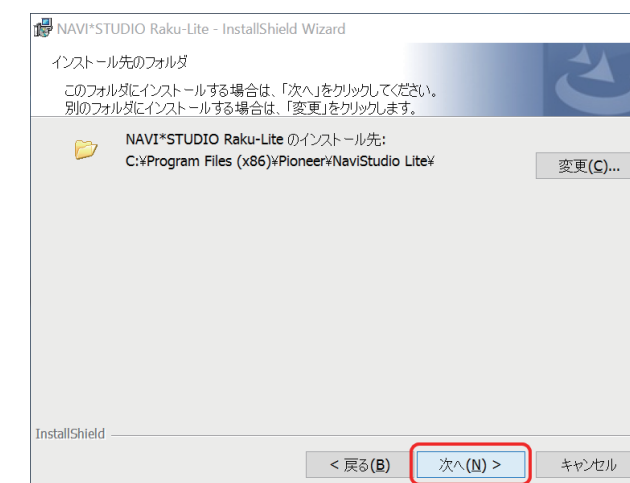 NAVI*STUDIO Raku-Lite - InstallShield Wizard
インストール先のフォルダ
このフォルダにインストールする場合は、「次へ」をクリックしてください。
別のフォルダにインストールする場合は、「変更」をクリックします。
NAVI*STUDIO Raku-Lite のインストール先:
C:¥Program Files (x86)¥Pioneer¥NaviStudio Lite¥
変更(C)...
InstallShield
< 戻る(B)
次へ(N) >
キャンセル